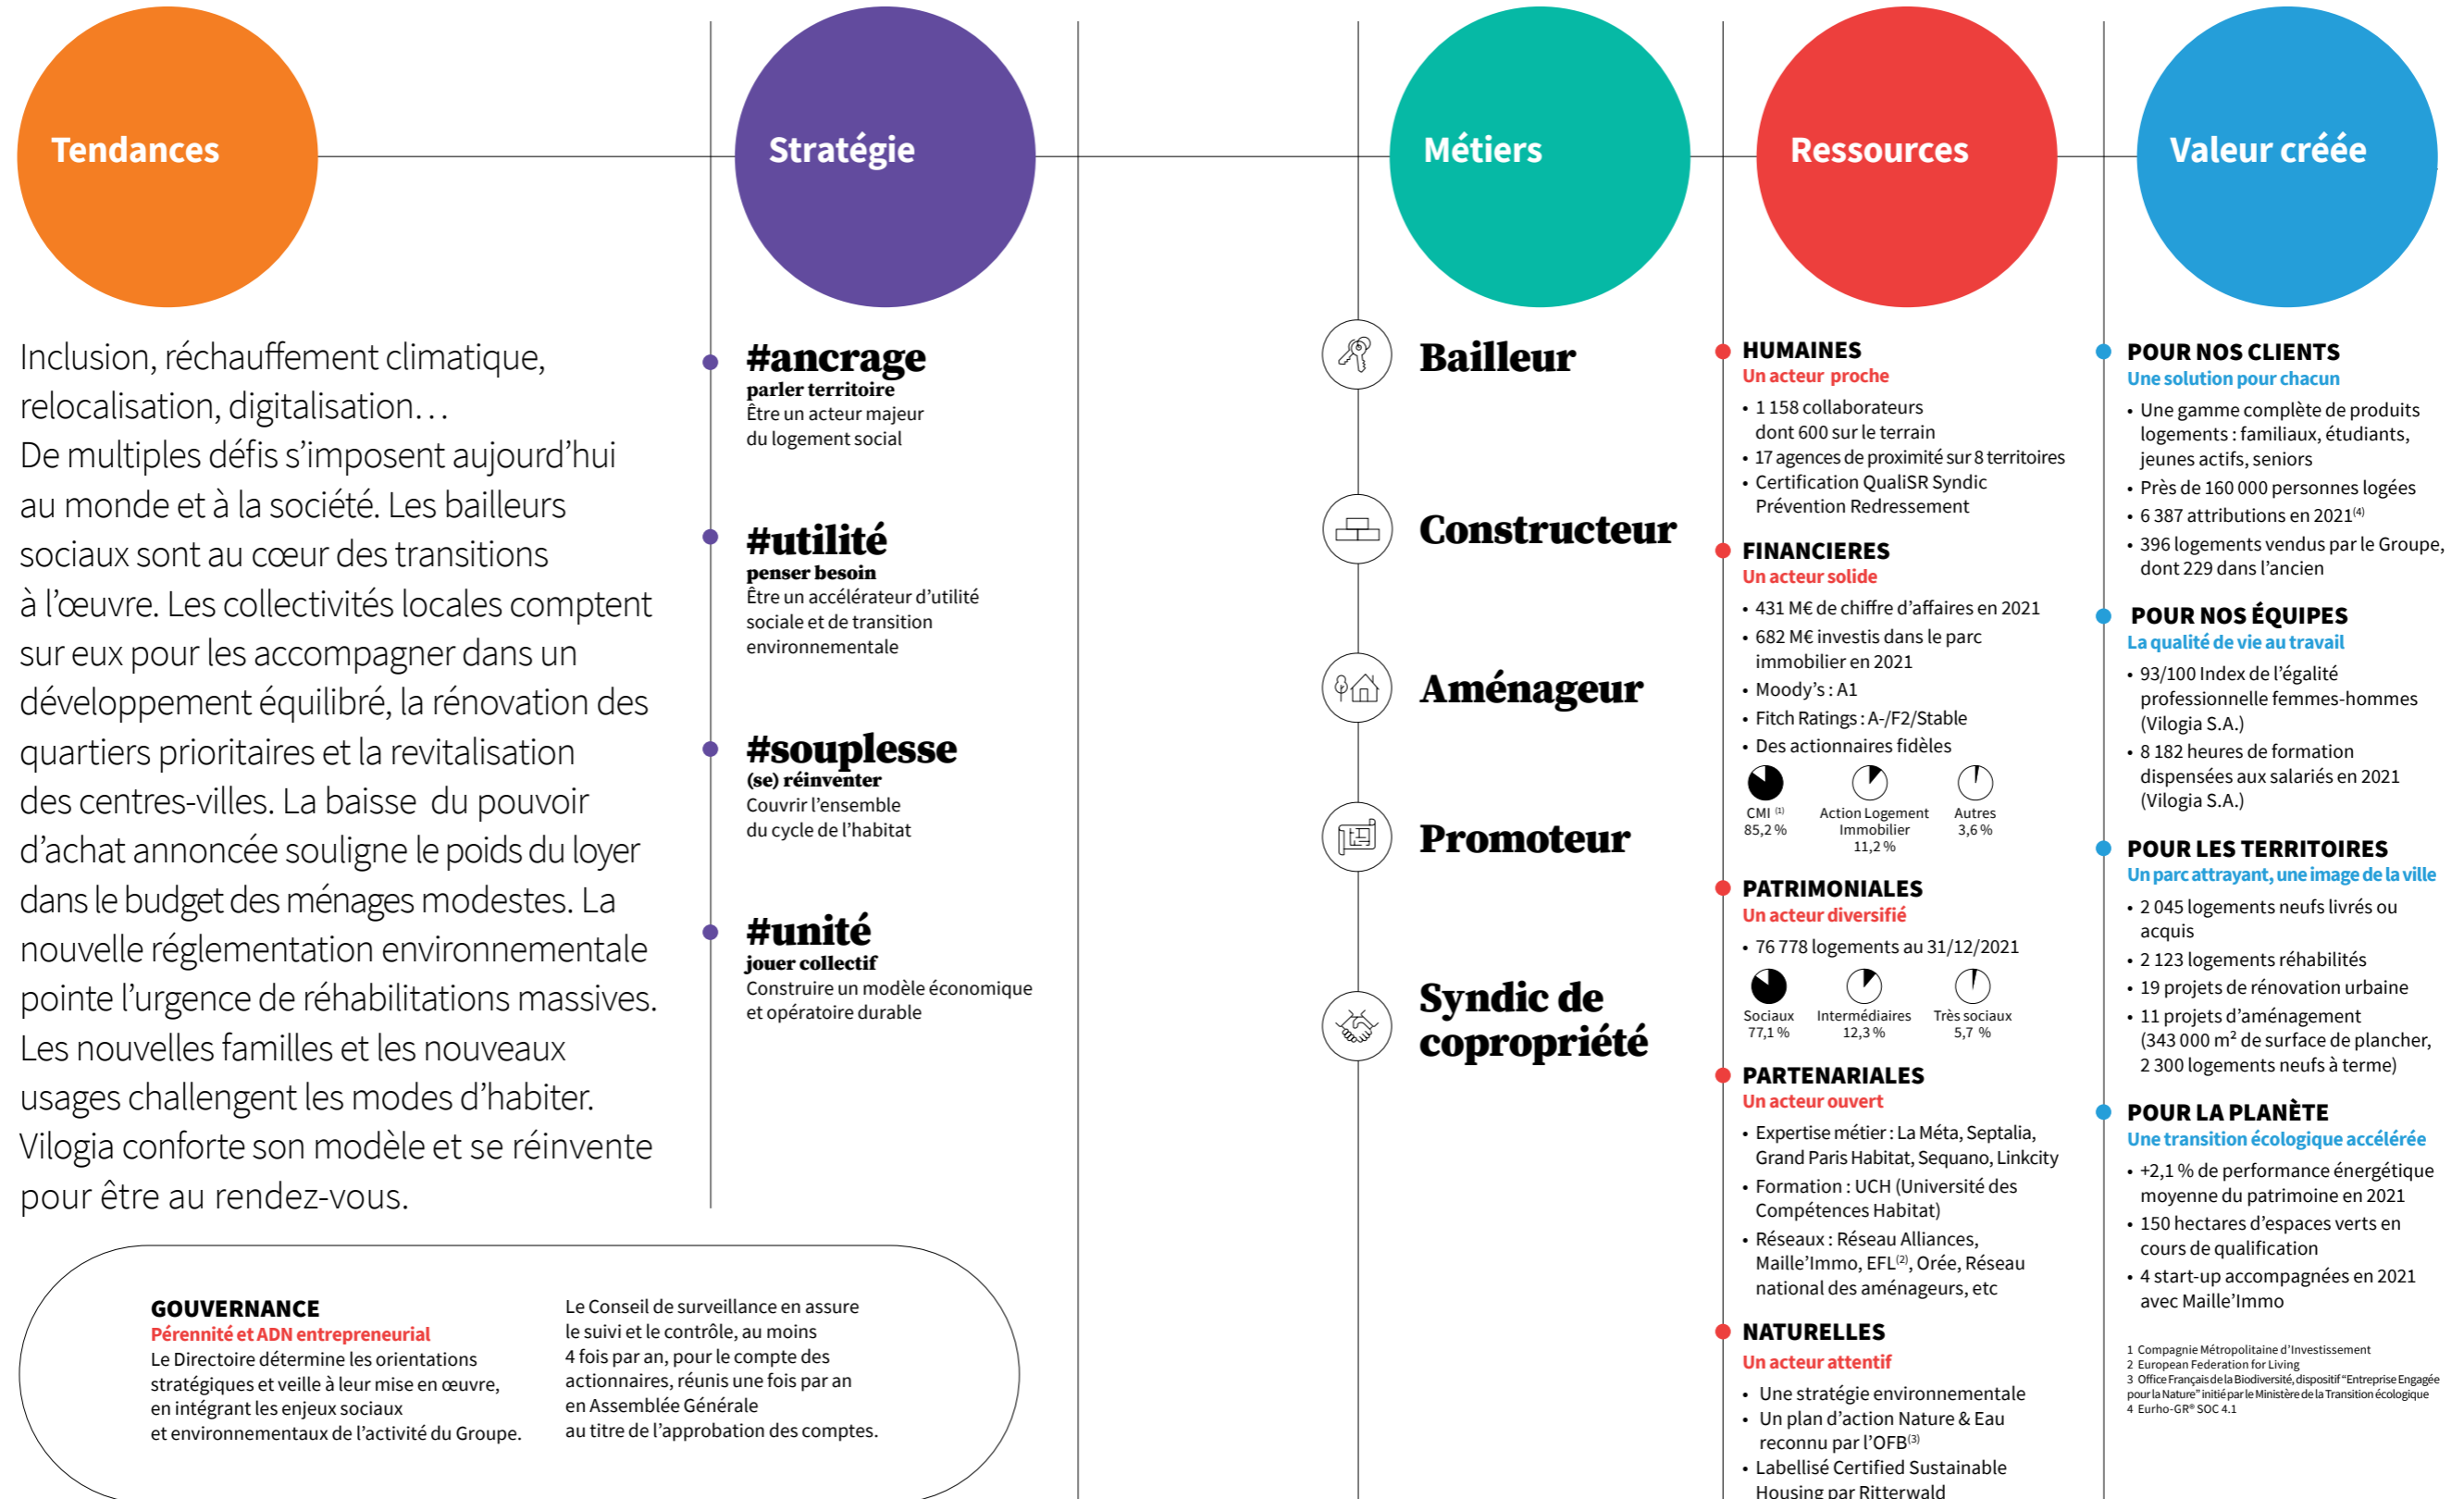 Tendances
Stratégie
Métiers
Ressources
Valeur créée
Inclusion, réchauffement climatique,
relocalisation, digitalisation…
De multiples défis s’imposent aujourd’hui
au monde et à la société. Les bailleurs
sociaux sont au cœur des transitions
à l’œuvre. Les collectivités locales comptent
sur eux pour les accompagner dans un
développement équilibré, la rénovation des
quartiers prioritaires et la revitalisation
des centres-villes. La baisse du pouvoir
d’achat annoncée souligne le poids du loyer
dans le budget des ménages modestes. La
nouvelle réglementation environnementale
pointe l’urgence de réhabilitations massives.
Les nouvelles familles et les nouveaux
usages challengent les modes d’habiter.
Vilogia conforte son modèle et se réinvente
pour être au rendez-vous.
GOUVERNANCE
Pérennité et ADN entrepreneurial
Le Directoire détermine les orientations
stratégiques et veille à leur mise en œuvre,
en intégrant les enjeux sociaux
et environnementaux de l’activité du Groupe.
Le Conseil de surveillance en assure
le suivi et le contrôle, au moins
4 fois par an, pour le compte des
actionnaires, réunis une fois par an
en Assemblée Générale
au titre de l’approbation des comptes.
#ancrage
parler territoire
Être un acteur majeur
du logement social
#utilité
penser besoin
Être un accélérateur d’utilité
sociale et de transition
environnementale
#souplesse
(se) réinventer
Couvrir l’ensemble
du cycle de l’habitat
#unité
jouer collectif
Construire un modèle économique
et opératoire durable
Bailleur
Constructeur
Aménageur
Promoteur
Syndic de
copropriété
HUMAINES
Un acteur proche
• 1 158 collaborateurs
dont 600 sur le terrain
• 17 agences de proximité sur 8 territoires
• Certification QualiSR Syndic
Prévention Redressement
FINANCIERES
Un acteur solide
• 431 M€ de chiffre d’affaires en 2021
• 682 M€ investis dans le parc
immobilier en 2021
• Moody’s : A1
• Fitch Ratings : A-/F2/Stable
• Des actionnaires fidèles
CMI (1)
85,2 %
Action Logement
Immobilier
11,2 %
Autres
3,6 %
PATRIMONIALES
Un acteur diversifié
• 76 778 logements au 31/12/2021
Sociaux
77,1 %
Intermédiaires
12,3 %
Très sociaux
5,7 %
PARTENARIALES
Un acteur ouvert
• Expertise métier : La Méta, Septalia,
Grand Paris Habitat, Sequano, Linkcity
• Formation : UCH (Université des
Compétences Habitat)
• Réseaux : Réseau Alliances,
Maille’Immo, EFL(2), Orée, Réseau
national des aménageurs, etc
NATURELLES
Un acteur attentif
• Une stratégie environnementale
• Un plan d’action Nature & Eau
reconnu par l’OFB(3)
• Labellisé Certified Sustainable
Housing par Ritterwald
POUR NOS CLIENTS
Une solution pour chacun
• Une gamme complète de produits
logements : familiaux, étudiants,
jeunes actifs, seniors
• Près de 160 000 personnes logées
• 6 387 attributions en 2021(4)
• 396 logements vendus par le Groupe,
dont 229 dans l’ancien
POUR NOS ÉQUIPES
La qualité de vie au travail
• 93/100 Index de l’égalité
professionnelle femmes-hommes
(Vilogia S.A.)
• 8 182 heures de formation
dispensées aux salariés en 2021
(Vilogia S.A.)
POUR LES TERRITOIRES
Un parc attrayant, une image de la ville
• 2 045 logements neufs livrés ou
acquis
• 2 123 logements réhabilités
• 19 projets de rénovation urbaine
• 11 projets d’aménagement
(343 000 m² de surface de plancher,
2 300 logements neufs à terme)
POUR LA PLANÈTE
Une transition écologique accélérée
• +2,1 % de performance énergétique
moyenne du patrimoine en 2021
• 150 hectares d’espaces verts en
cours de qualification
• 4 start-up accompagnées en 2021
avec Maille’Immo
1 Compagnie Métropolitaine d’Investissement
2 European Federation for Living
3 Office Français de la Biodiversité, dispositif “Entreprise Engagée
pour la Nature” initié par le Ministère de la Transition écologique
4 Eurho-GR® SOC 4.1